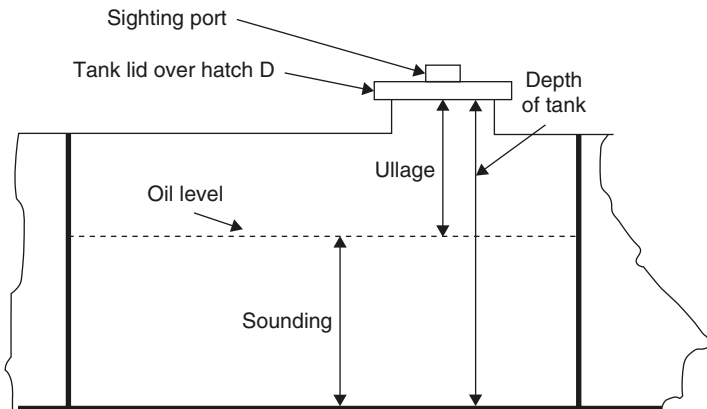 Sighting port
Tank lid over hatch D
Depth
of tank
Ullage
Oil level
Sounding